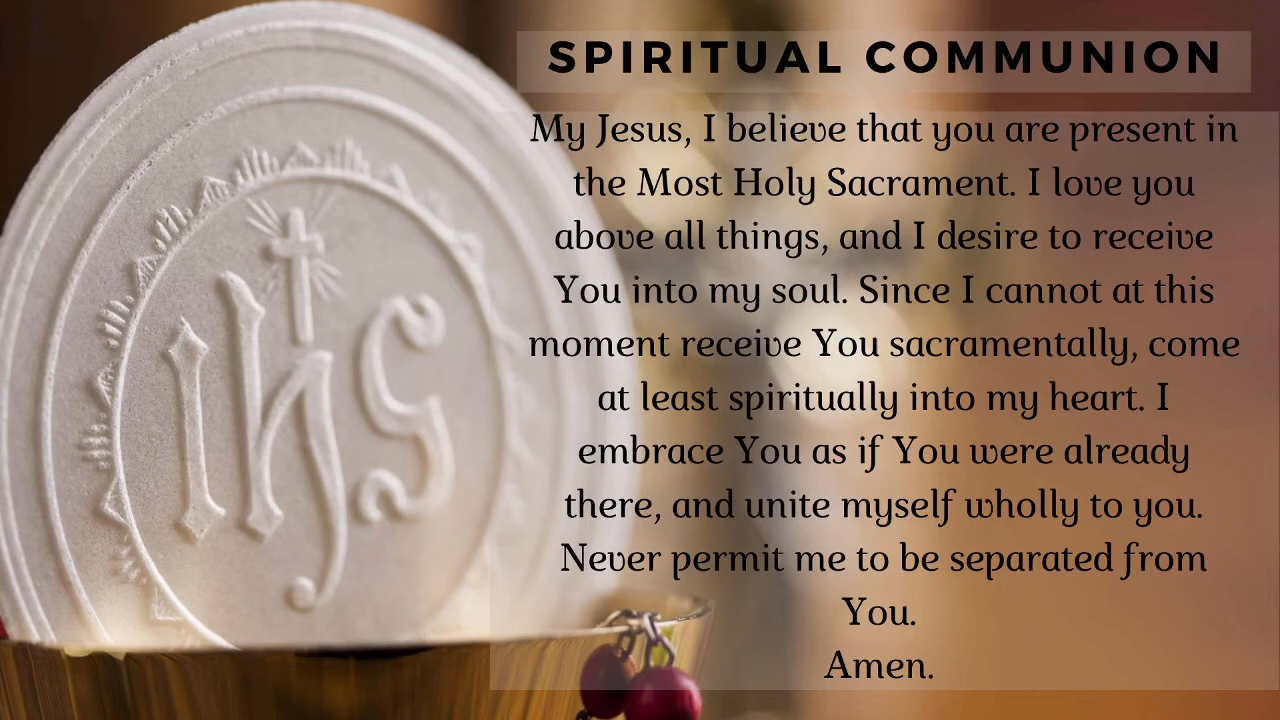 SPIRITUAL COMMUNION
My Jesus, I believe that you are present in
the Most Holy Sacrament. I love you
above all things, and I desire to receive
You into my soul. Since I cannot at this
moment receive You sacramentally, come
at least spiritually into my heart. I
embrace You as if You were already
there, and unite myself wholly to you.
Never permit me to be separated from
You.
Amen.
ihs